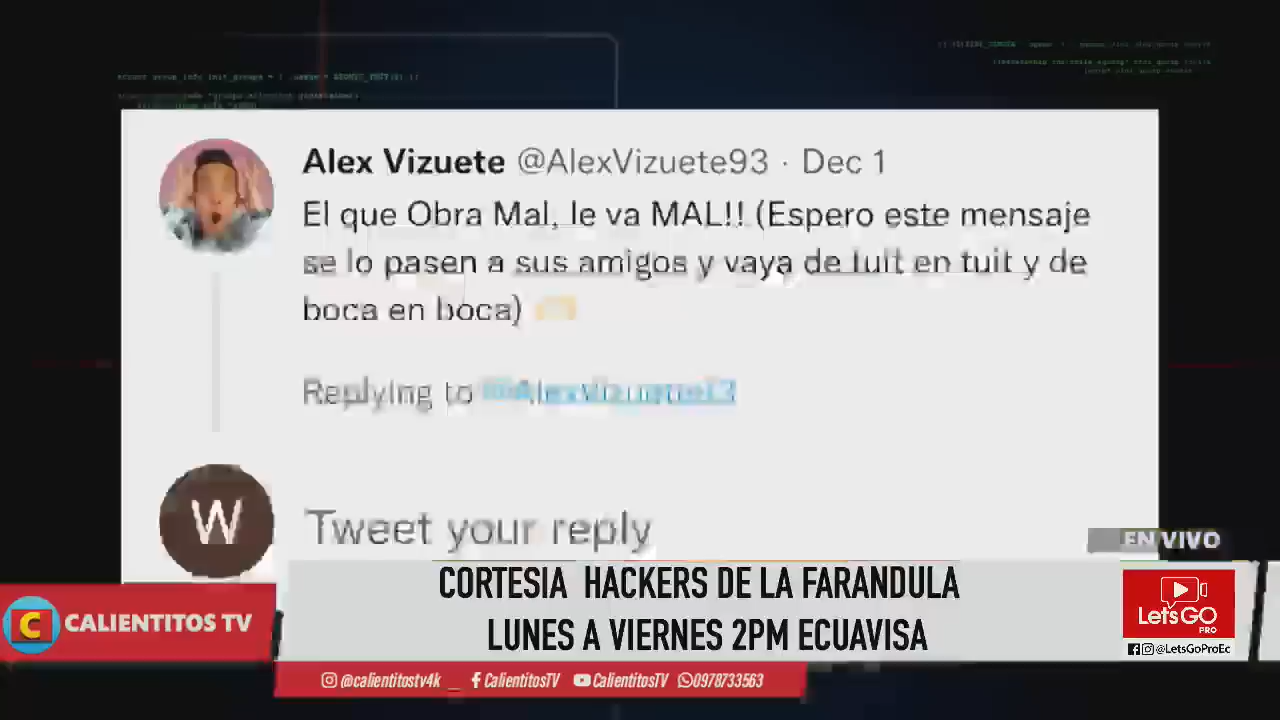 Alex Vizuete @AlexVizuete93 · Dec 1
El que Obra Mal, le va MAL!! (Espero este mensaje
se lo pasen a sus amigos y vaya de tuit en tuit y de
boca en boca)
Replying to
W
Tweet your reply
EN VIVO
CORTESIA HACKERS DE LA FARANDULA
LUNES A VIERNES 2PM ECUAVISA
C CALIENTITOS TV
Let'sGO
PRO
@LetsGoProEc
@calientitostv4k __ CalientitosTV CalientitosTV 0978733563